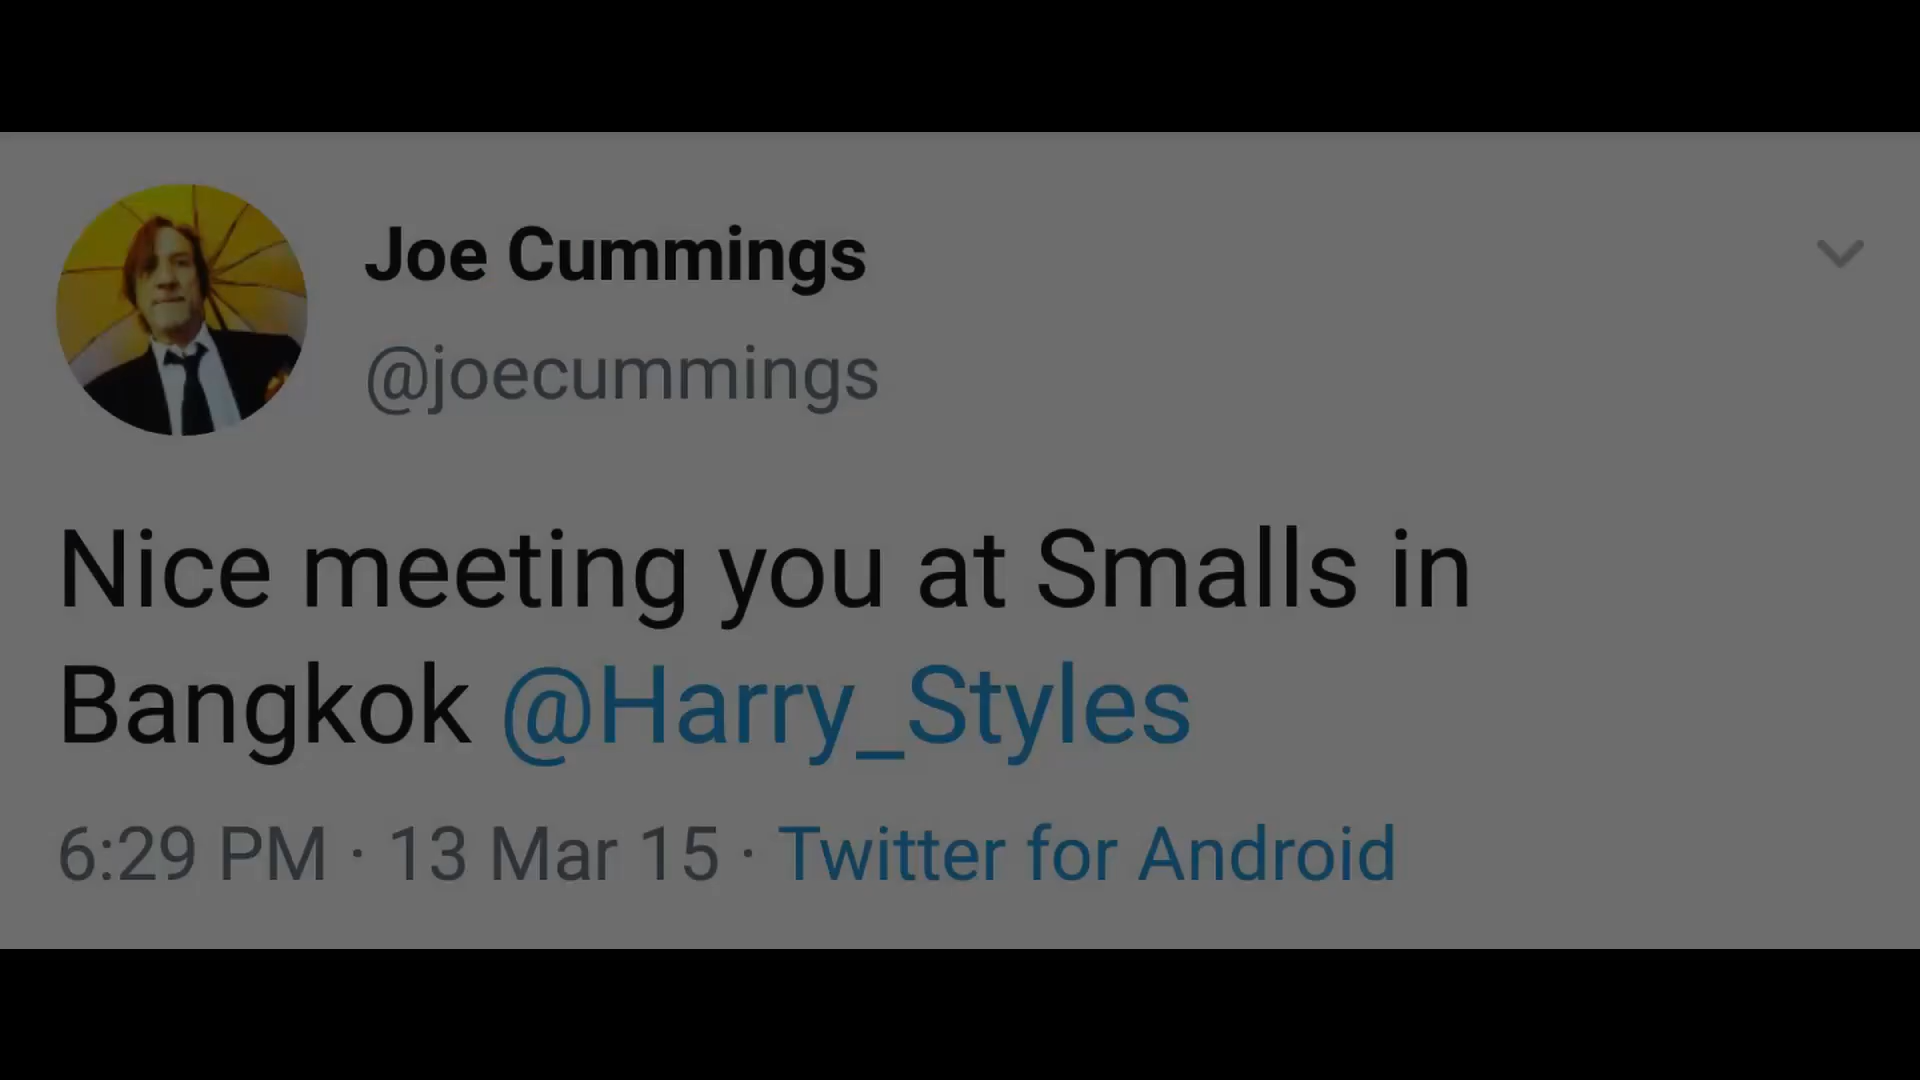 Joe Cummings
@joecummings
Nice meeting you at Smalls in
Bangkok @Harry_Styles
6:29 PM · 13 Mar 15 · Twitter for Android